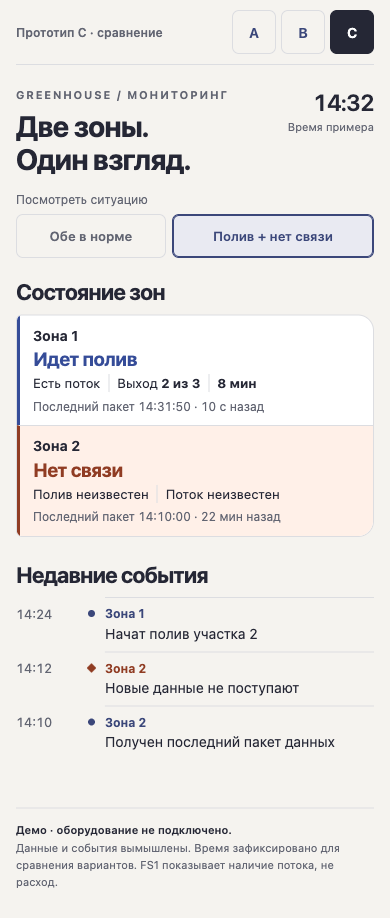 Прототип C · сравнение
A B C
GREENHOUSE / МОНИТОРИНГ
14:32
Время примера
Две зоны.
Один взгляд.
Посмотреть ситуацию
Обе в норме
Полив + нет связи
Состояние зон
Зона 1
Идет полив
Есть поток Выход 2 из 3 8 мин
Последний пакет 14:31:50 · 10 с назад
Зона 2
Нет связи
Полив неизвестен Поток неизвестен
Последний пакет 14:10:00 · 22 мин назад
Недавние события
14:24 Зона 1
Начат полив участка 2
14:12 Зона 2
Новые данные не поступают
14:10 Зона 2
Получен последний пакет данных
Демо · оборудование не подключено.
Данные и события вымышлены. Время зафиксировано для
сравнения вариантов. FS1 показывает наличие потока, не
расход.